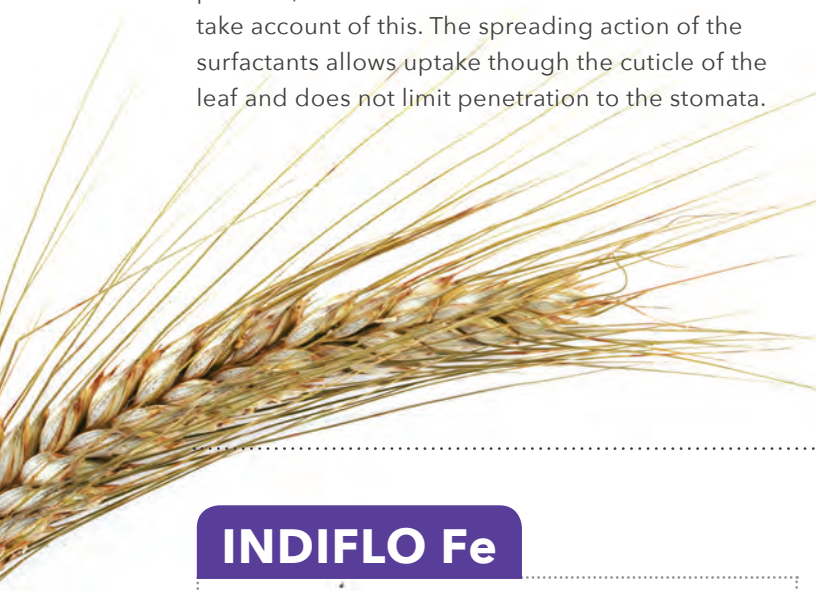 take account of this. The spreading action of the
surfactants allows uptake though the cuticle of the
leaf and does not limit penetration to the stomata.
INDIFLO Fe